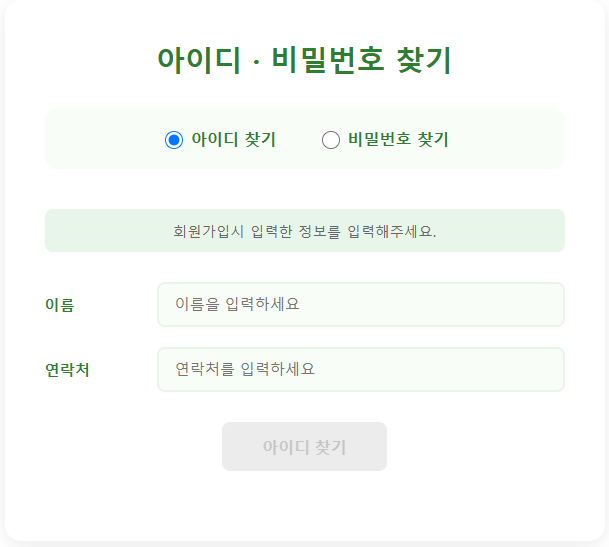 아이디 · 비밀번호 찾기
아이디 찾기 비밀번호 찾기
회원가입시 입력한 정보를 입력해주세요.
이름 이름을 입력하세요
연락처 연락처를 입력하세요
아이디 찾기